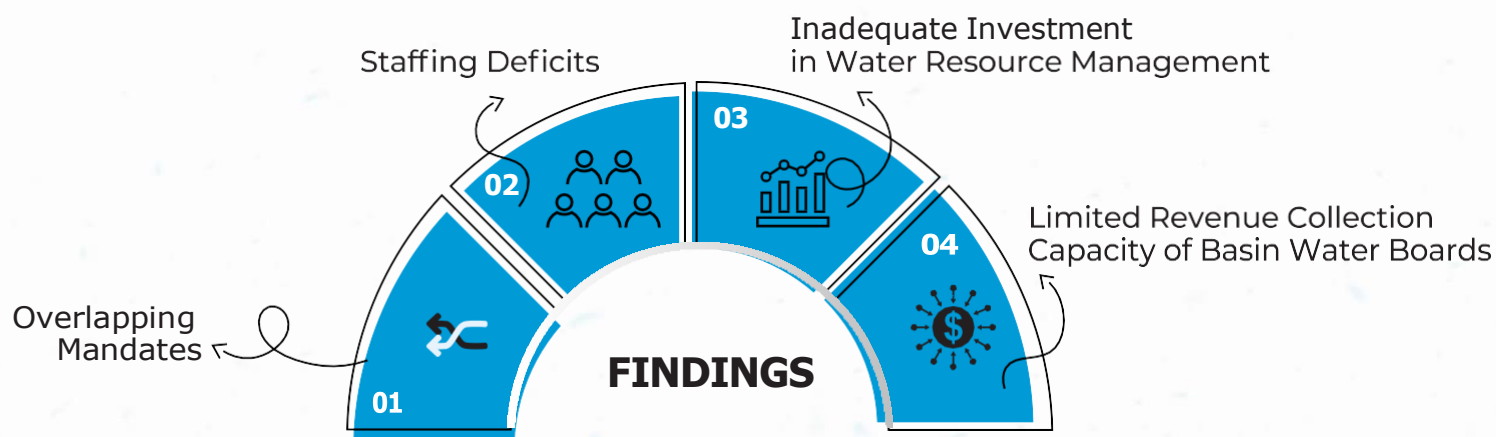 Overlapping
Mandates
01
Staffing Deficits
02
Inadequate Investment
in Water Resource Management
03
Limited Revenue Collection
Capacity of Basin Water Boards
04
$
FINDINGS